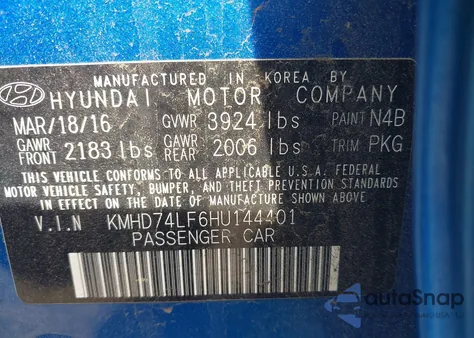 MANUFACTURED IN KOREA BY
HYUNDAI MOTOR COMPANY
MAR/18/16 GVWR 3924 lbs PAINT N4B
GAWR FRONT 2183 lbs GAWR REAR 2006 lbs TRIM PKG
THIS VEHICLE CONFORMS TO ALL APPLICABLE U.S.A. FEDERAL
MOTOR VEHICLE SAFETY, BUMPER, AND THEFT PREVENTION STANDARDS
IN EFFECT ON THE DATE OF MANUFACTURE SHOWN ABOVE.
V.I.N KMHD74LF6HU144401
PASSENGER CAR
autoSnap